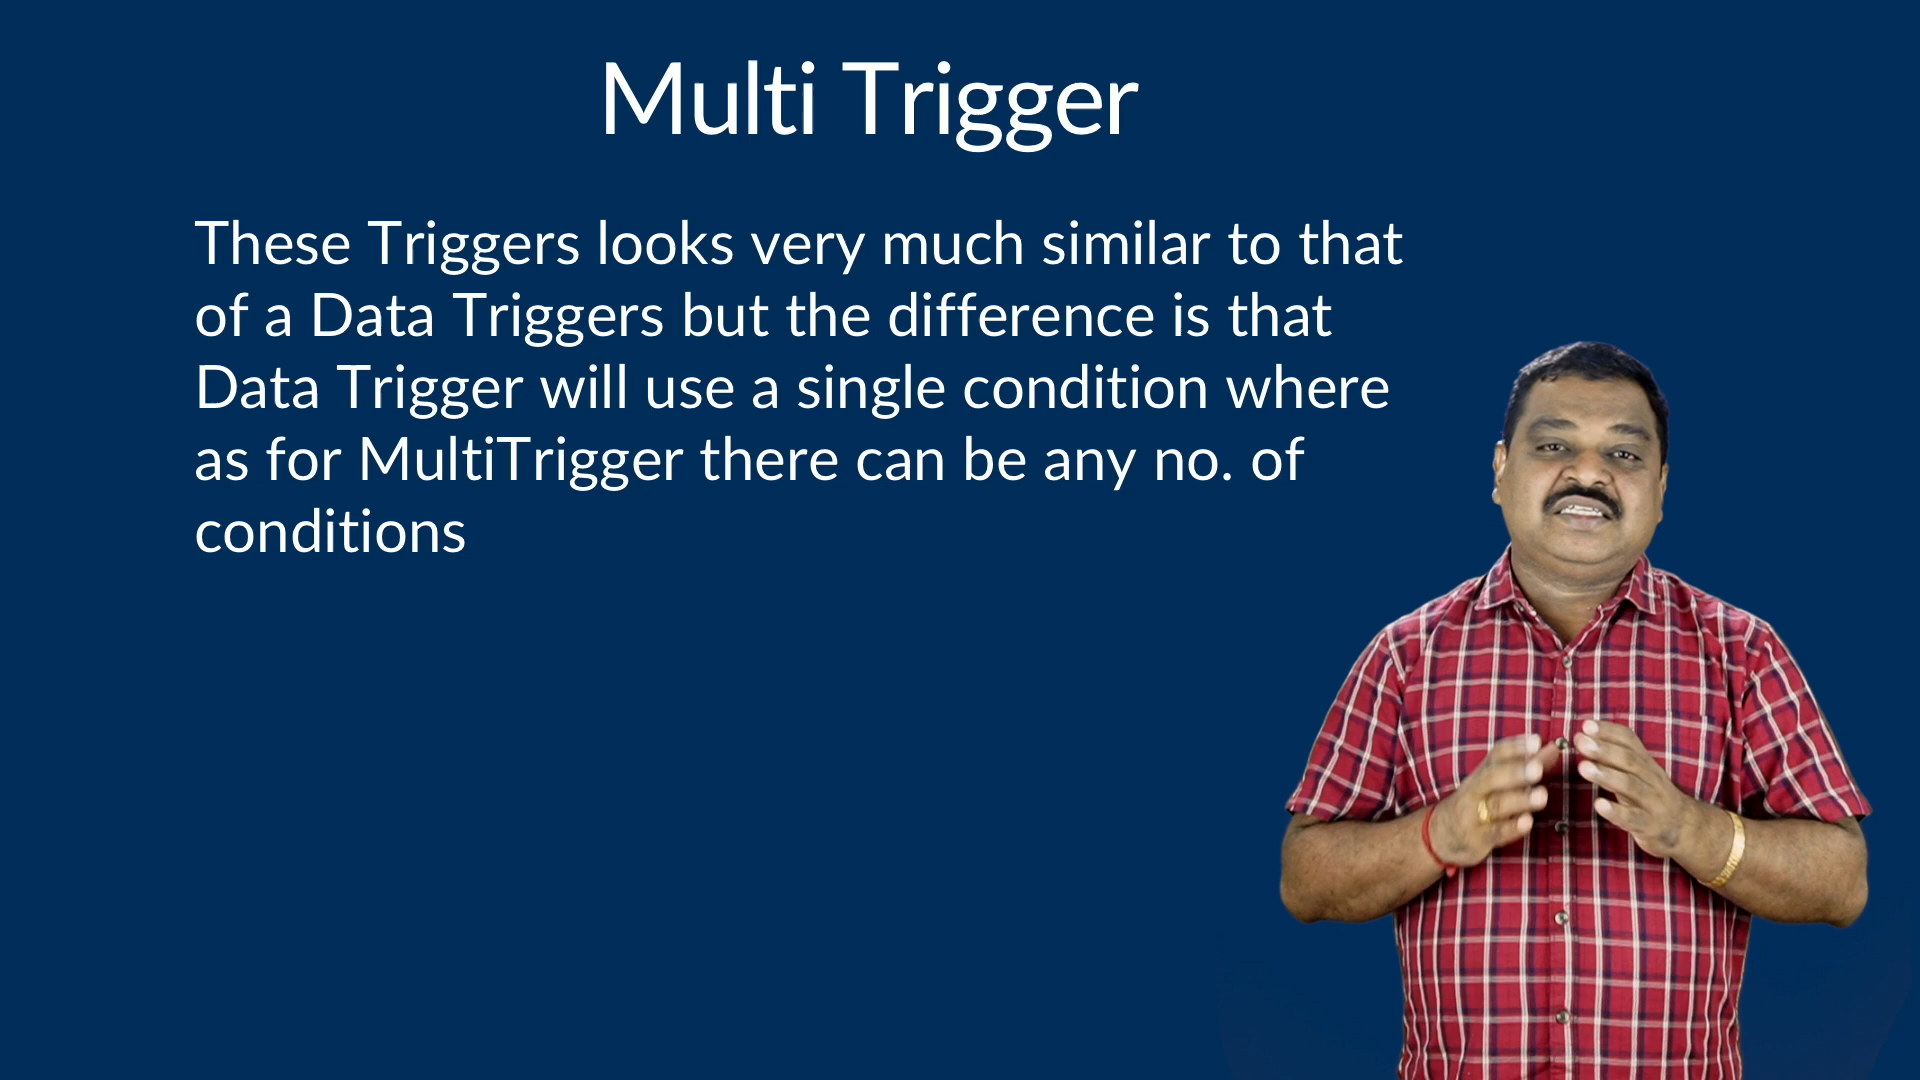 Multi Trigger
These Triggers looks very much similar to that
of a Data Triggers but the difference is that
Data Trigger will use a single condition where
as for MultiTrigger there can be any no. of
conditions